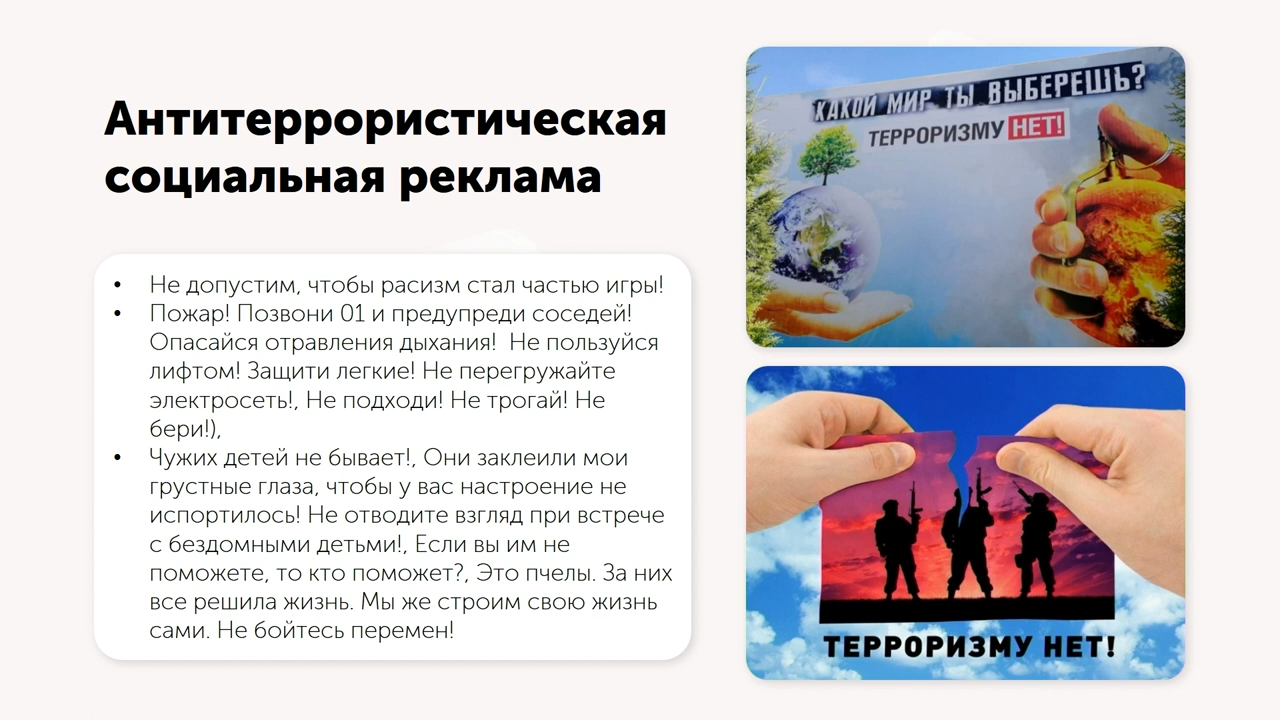 Антитеррористическая
социальная реклама
• Не допустим, чтобы расизм стал частью игры!
• Пожар! Позвони 01 и предупреди соседей!
Опасайся отравления дыхания!  Не пользуйся
лифтом! Защити легкие! Не перегружайте
электросеть!, Не подходи! Не трогай! Не
бери!),
• Чужих детей не бывает!, Они заклеили мои
грустные глаза, чтобы у вас настроение не
испортилось! Не отводите взгляд при встрече
с бездомными детьми!, Если вы им не
поможете, то кто поможет?, Это пчелы. За них
все решила жизнь. Мы же строим свою жизнь
сами. Не бойтесь перемен!
КАКОЙ МИР ТЫ ВЫБЕРЕШЬ?
ТЕРРОРИЗМУ НЕТ!
ТЕРРОРИЗМУ НЕТ!